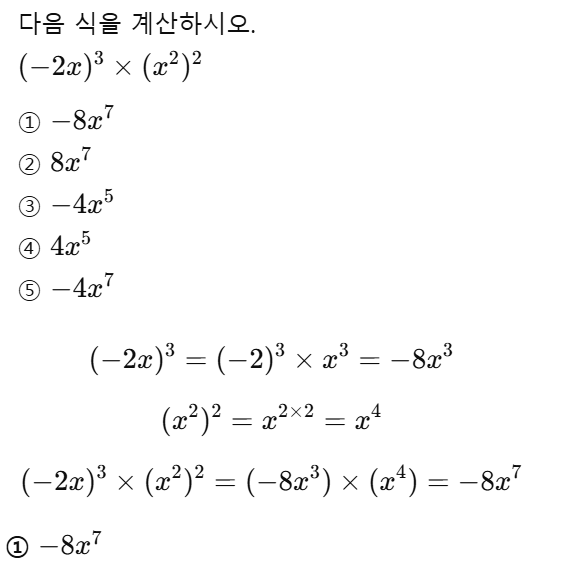 다음 식을 계산하시오.
(−2x)³ × (x²)²
① −8x⁷
② 8x⁷
③ −4x⁵
④ 4x⁵
⑤ −4x⁷
(−2x)³ = (−2)³ × x³ = −8x³
(x²)² = x²ˣ² = x⁴
(−2x)³ × (x²)² = (−8x³) × (x⁴) = −8x⁷
① −8x⁷